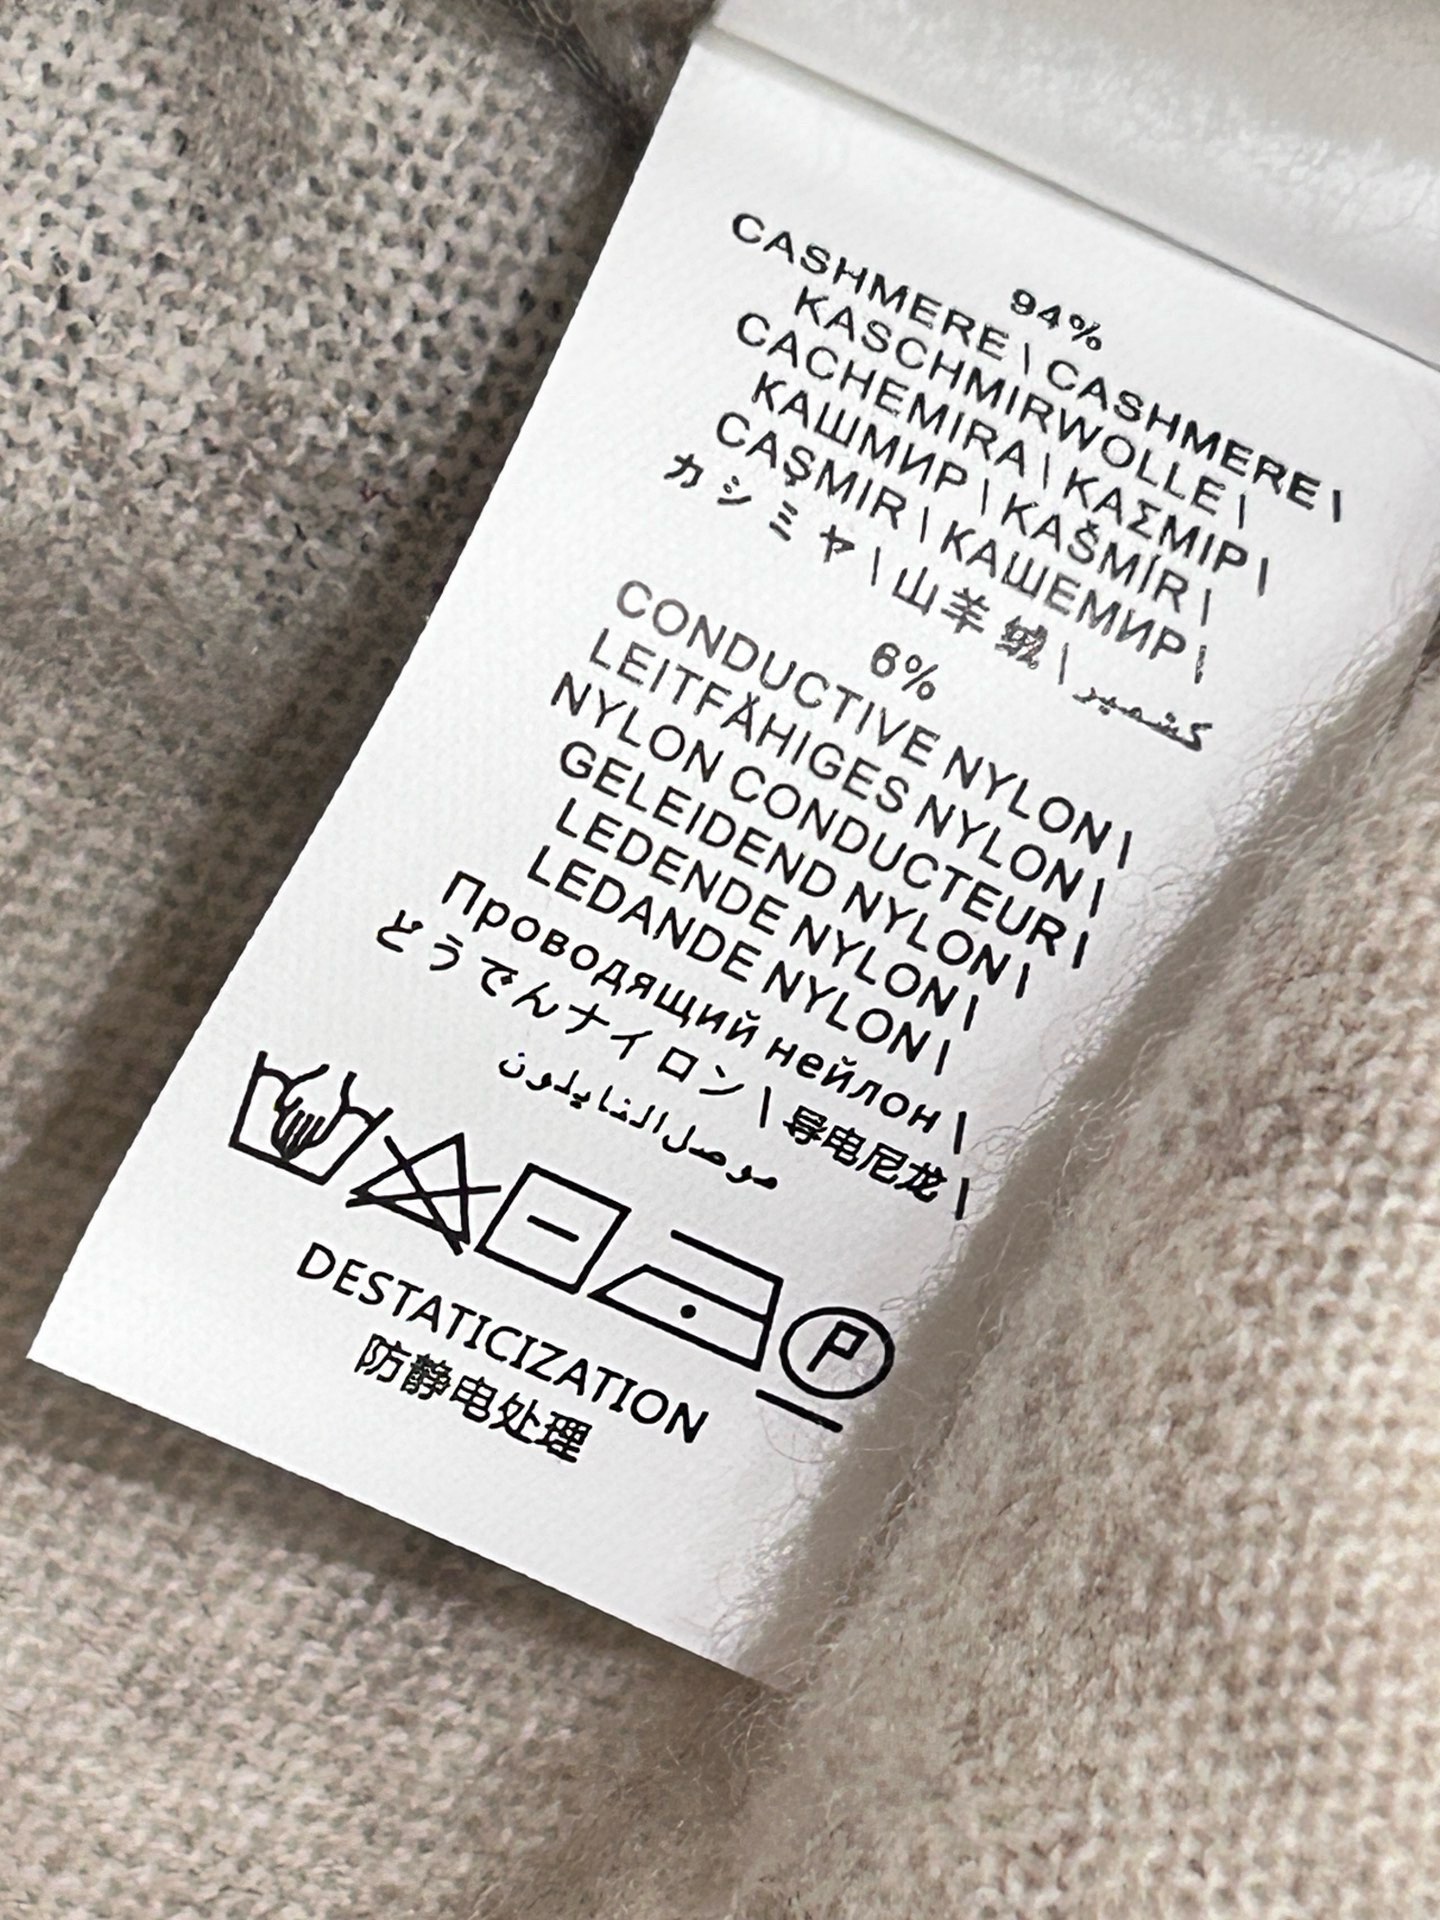 94%
CASHMERE \ CASHMERE \
KASCHMIRWOLLE \
CACHEMIRA \ ΚΑΣΜΙΡ \
КАШМИР \ KAŠMÍR \
CAŞMIR \ КАШЕМИР \
カシミヤ \ 山羊绒 \ كشمير
6%
CONDUCTIVE NYLON \
LEITFÄHIGES NYLON \
NYLON CONDUCTEUR \
GELEIDEND NYLON \
LEDENDE NYLON \
LEDANDE NYLON \
Проводящий нейлон \
どうでんナイロン \ 导电尼龙 \
موصل النايلون
P
DESTATICIZATION
防静电处理